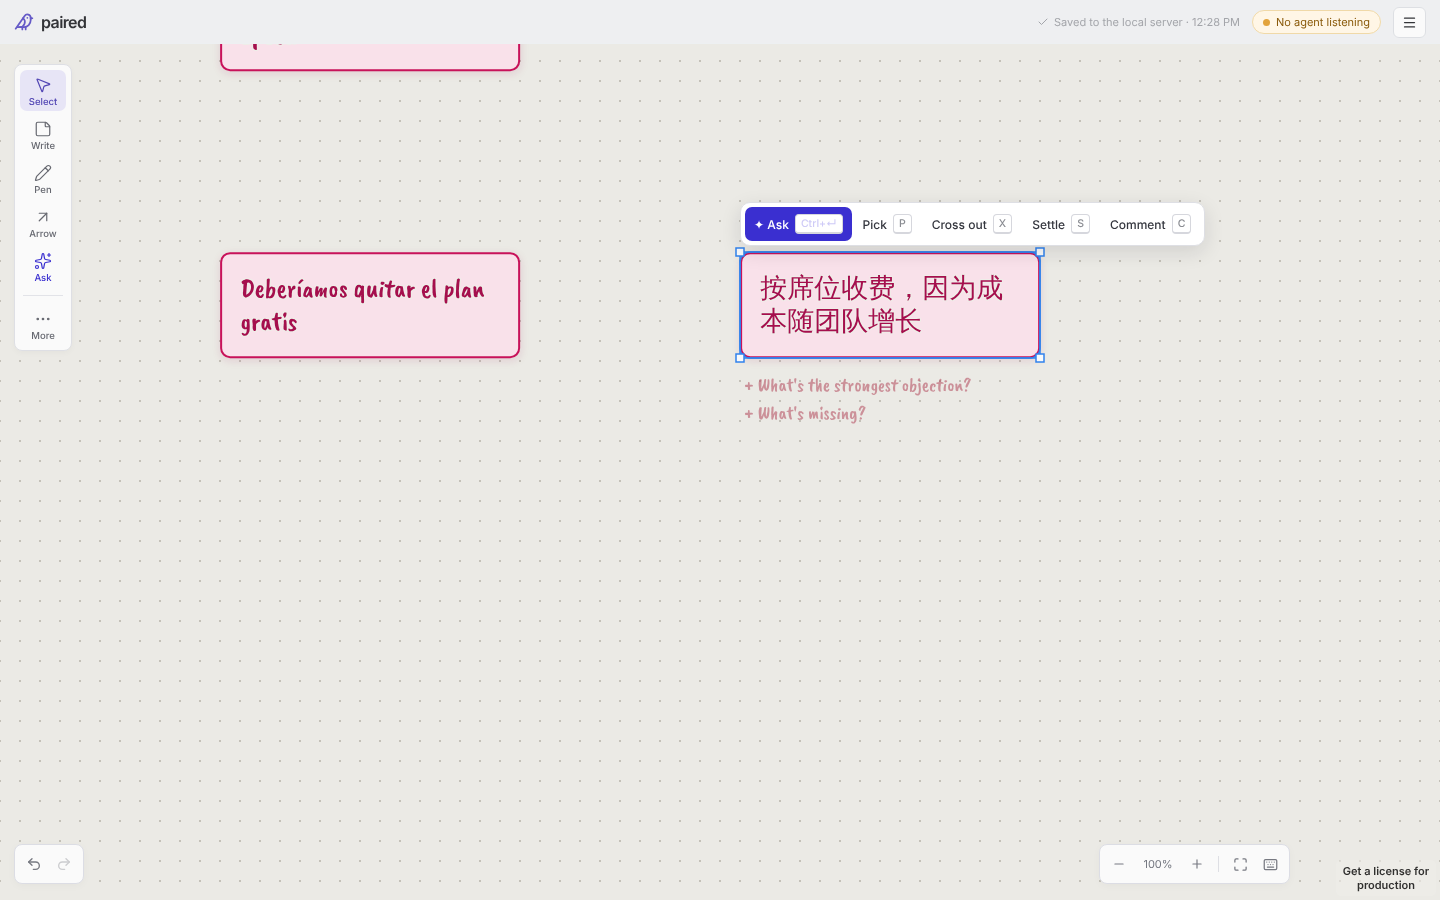 paired
Saved to the local server · 12:28 PM
No agent listening
Select
Write
Pen
Arrow
Ask
More
✦ Ask Ctrl+↵ Pick P Cross out X Settle S Comment C
Deberíamos quitar el plan
gratis
按席位收费，因为成
本随团队增长
+ What's the strongest objection?
+ What's missing?
100%
Get a license for
production